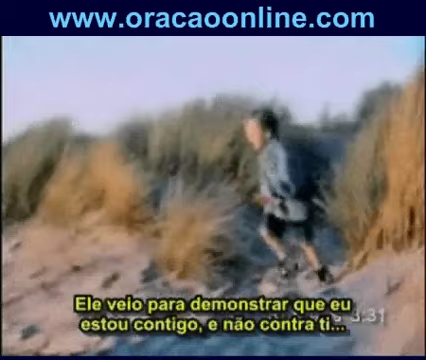 www.oracaoonline.com
Ele veio para demonstrar que eu
estou contigo, e não contra ti...